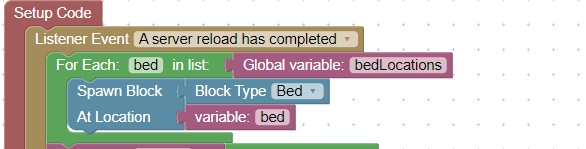 Setup Code
Listener Event A server reload has completed
For Each: bed in list: Global variable: bedLocations
Spawn Block Block Type Bed
At Location variable: bed